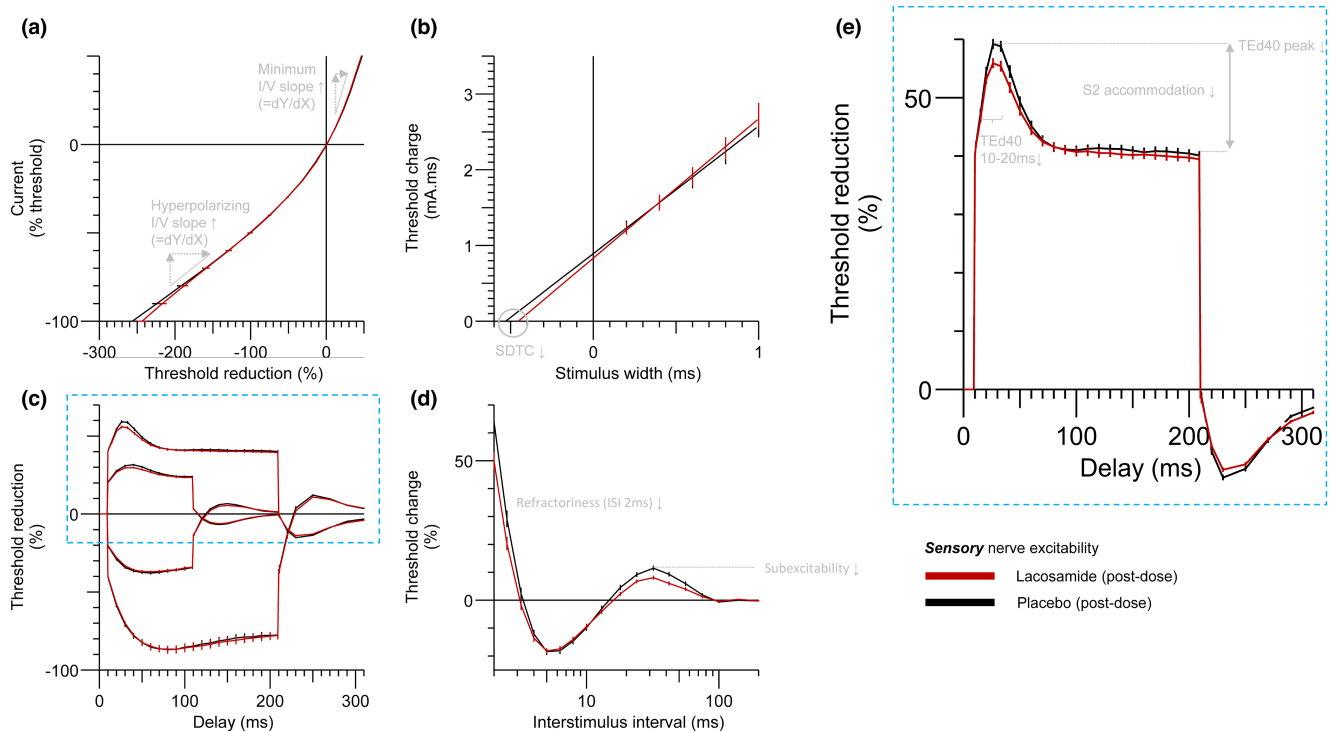 (a)
Current
(% threshold)
0
-100
-300
-200
-100
0
Threshold reduction (%)
Minimum
I/V slope ↑
(=dY/dX)
Hyperpolarizing
I/V slope ↑
(=dY/dX)
(b)
Threshold charge
(mA.ms)
3
2
1
0
0
1
SDTC ↓
Stimulus width (ms)
(c)
Threshold reduction
(%)
0
-100
0
100
200
300
Delay (ms)
(d)
Threshold change
(%)
50
0
10
100
Interstimulus interval (ms)
Refractoriness (ISI 2ms) ↓
Subexcitability ↓
(e)
Threshold reduction
(%)
50
0
0
100
200
300
Delay (ms)
TEd40 peak ↓
S2 accommodation ↓
TEd40
10-20ms↓
Sensory nerve excitability
Lacosamide (post-dose)
Placebo (post-dose)